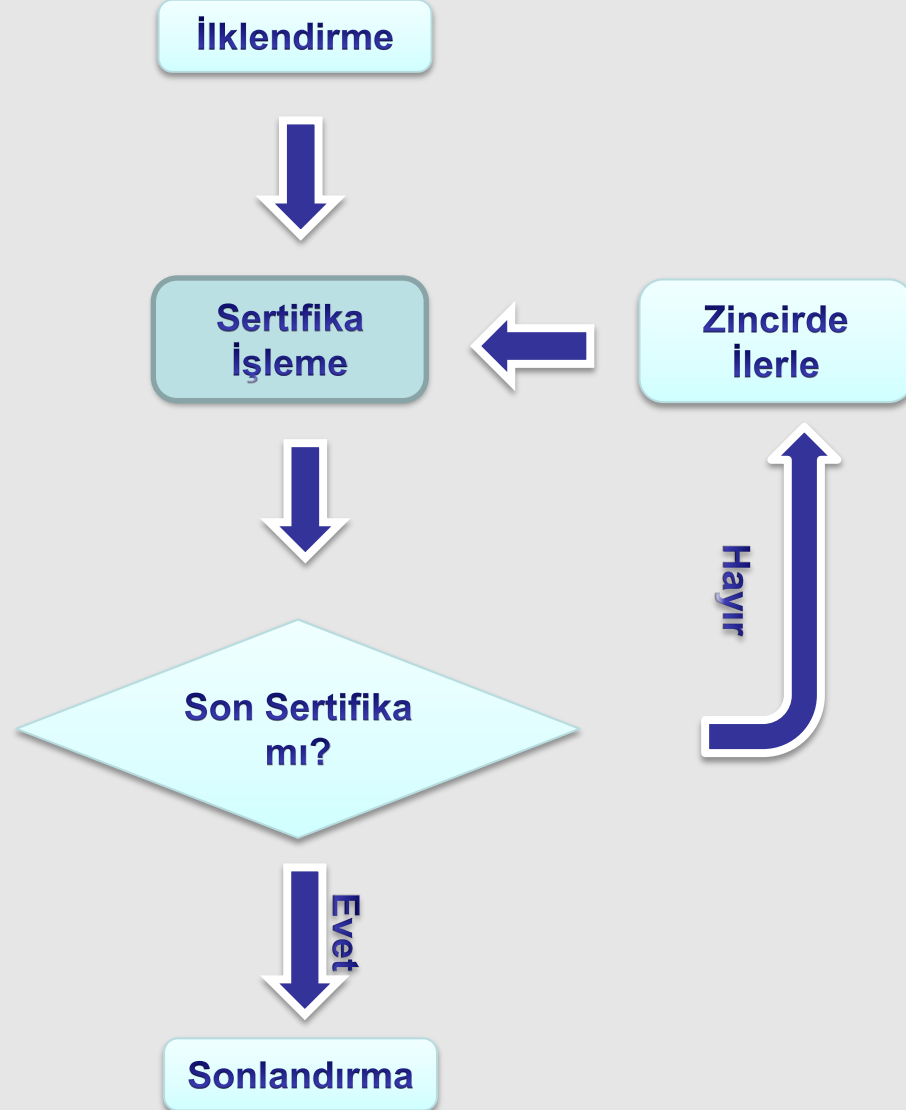 İlklendirme
Sertifika
İşleme
Zincirde
İlerle
Hayır
Son Sertifika
mı?
Evet
Sonlandırma